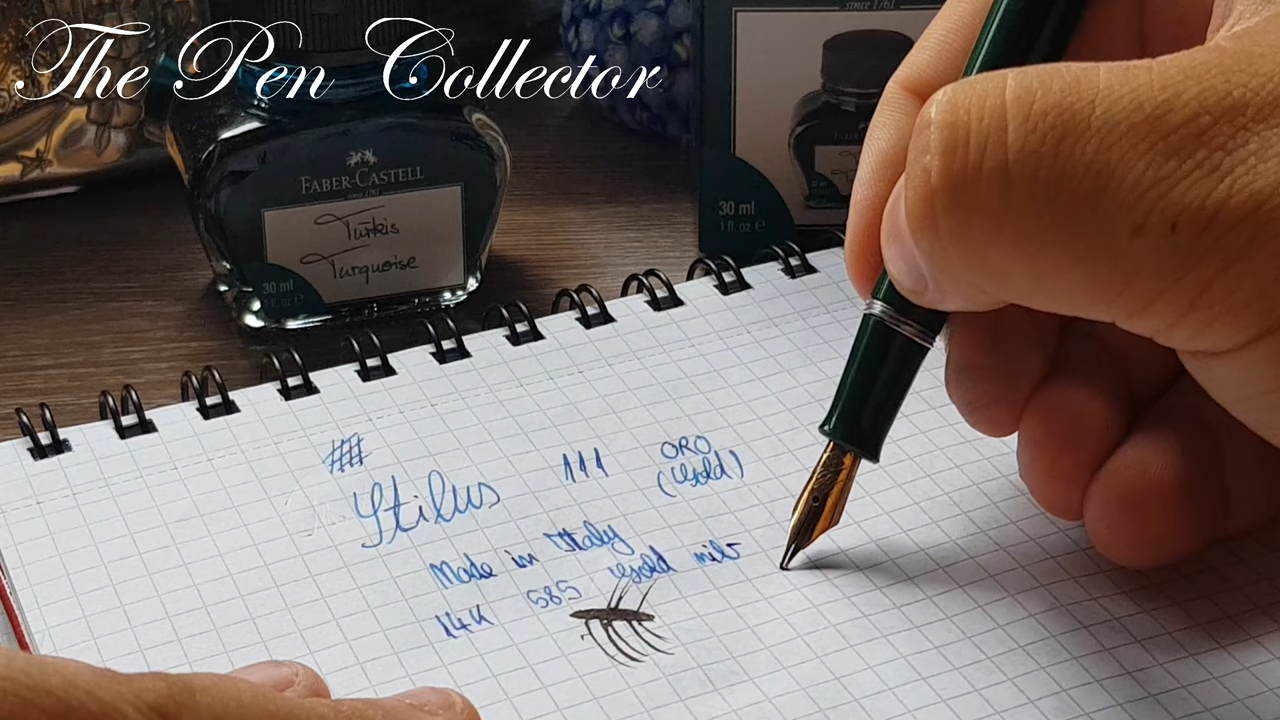 The Pen Collector
since 1761
FABER-CASTELL
since 1761
Türkis
Turquoise
30 ml
1 fl. oz ℮
30 ml
1 fl. oz ℮
Stilus 111 ORO
(Gold)
Made in Italy
14K 585 Gold nib